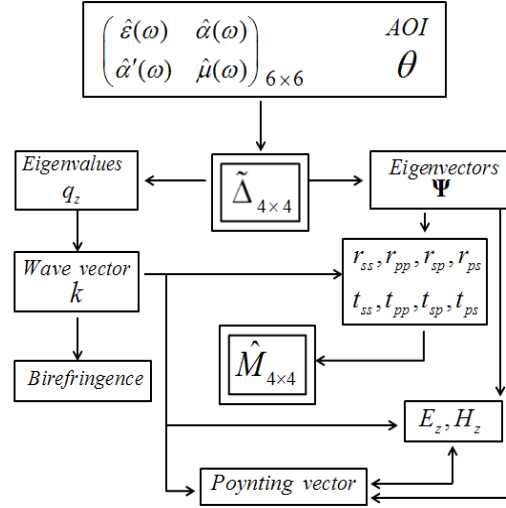 ε̂(ω) α̂(ω) AOI
α̂'(ω) μ̂(ω) 6×6 θ
Eigenvalues
q_z
Δ̃ 4×4
Eigenvectors
Ψ
Wave vector
k
r_ss, r_pp, r_sp, r_ps
t_ss, t_pp, t_sp, t_ps
Birefringence
M̂ 4×4
E_z, H_z
Poynting vector